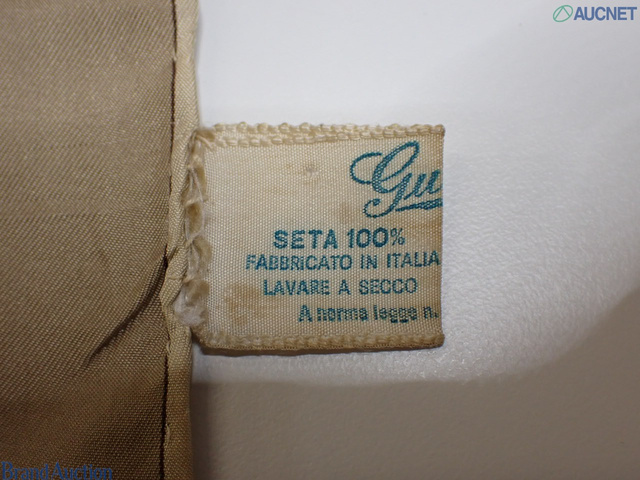 AUCNET
Gu
SETA 100%
FABBRICATO IN ITALIA
LAVARE A SECCO
A norma legge n.
Brand Auction